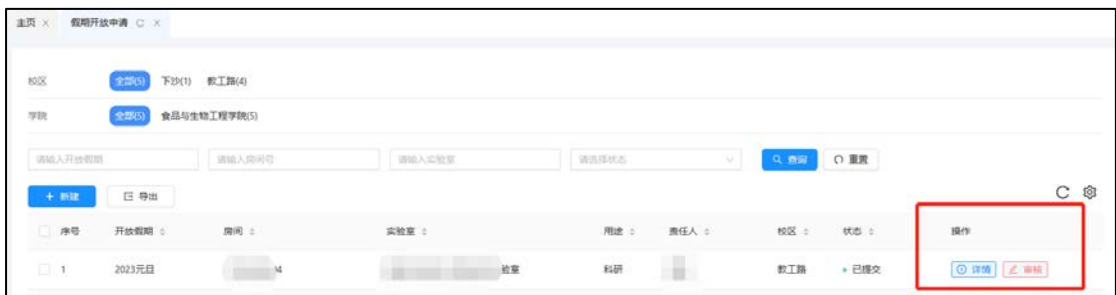 主页 × 假期开放申请 ×
校区 全部(5) 下沙(1) 教工路(4)
学院 全部(5) 食品与生物工程学院(5)
请输入开放假期 请输入房间号 请输入实验室 请选择状态 查询 重置
+ 新建 导出
序号 开放假期 房间 实验室 用途 责任人 校区 状态 操作
1 2023元旦 04 验室 科研 教工路 已提交 详情 审核